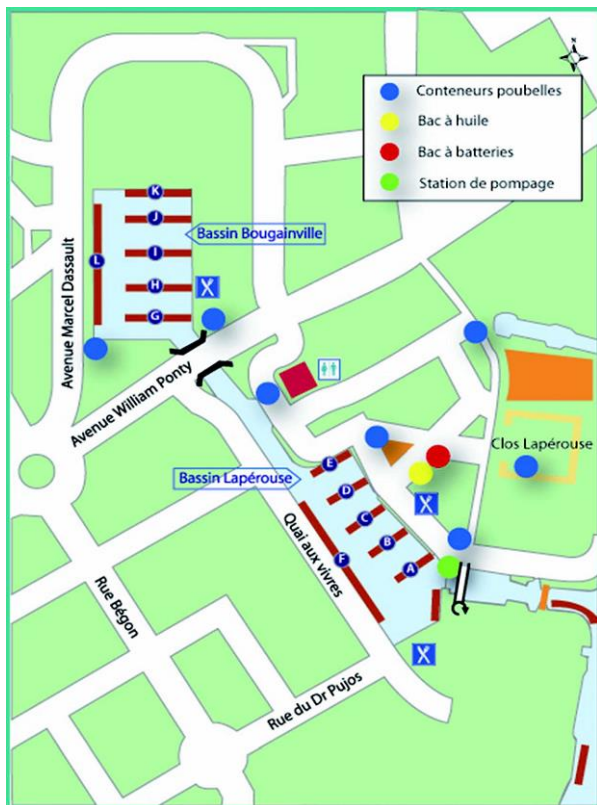 N
Conteneurs poubelles
Bac à huile
Bac à batteries
Station de pompage
K
J
Bassin Bougainville
I
L
H
G
Avenue Marcel Dassault
Avenue William Ponty
Clos Lapérouse
Bassin Lapérouse
E
D
C
B
F
A
Quai aux vivres
Rue Bégon
Rue du Dr Pujos